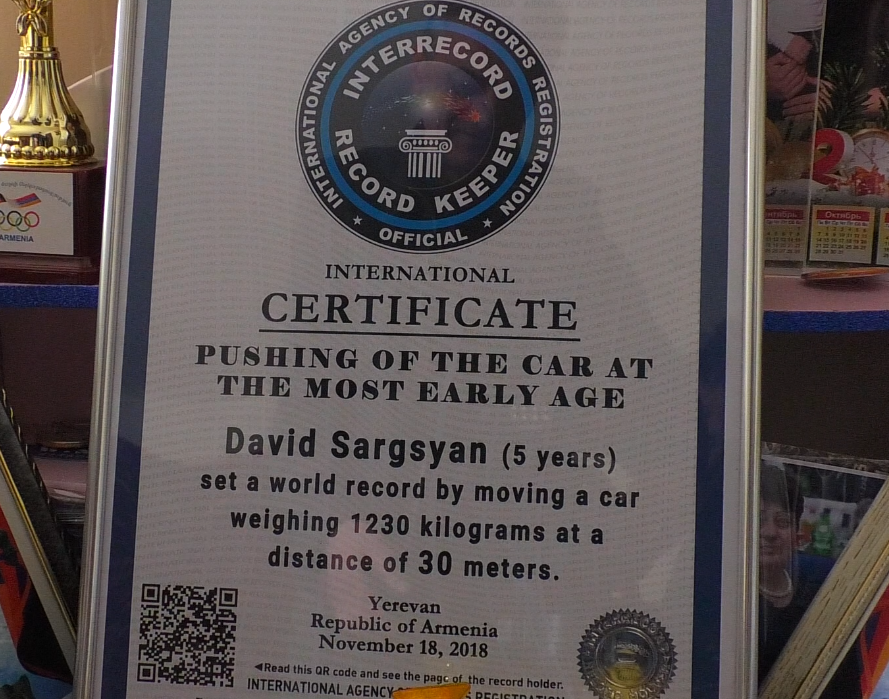 INTERNATIONAL AGENCY OF RECORDS REGISTRATION
INTERRECORD
RECORD KEEPER
★ OFFICIAL ★
INTERNATIONAL
CERTIFICATE
PUSHING OF THE CAR AT
THE MOST EARLY AGE
David Sargsyan (5 years)
set a world record by moving a car
weighing 1230 kilograms at a
distance of 30 meters.
Yerevan
Republic of Armenia
November 18, 2018
◄Read this QR code and see the page of the record holder.
INTERNATIONAL AGENCY REGISTRATION
ARMENIA
Октябрь